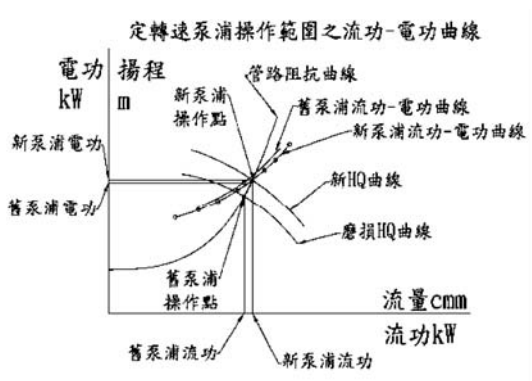 定轉速泵浦操作範圍之流功-電功曲線
電功
kW
揚程
m
管路阻抗曲線
新泵浦
操作點
舊泵浦流功-電功曲線
新泵浦流功-電功曲線
新泵浦電功
舊泵浦電功
新HQ曲線
磨損HQ曲線
舊泵浦
操作點
流量cmm
流功kW
舊泵浦流功
新泵浦流功